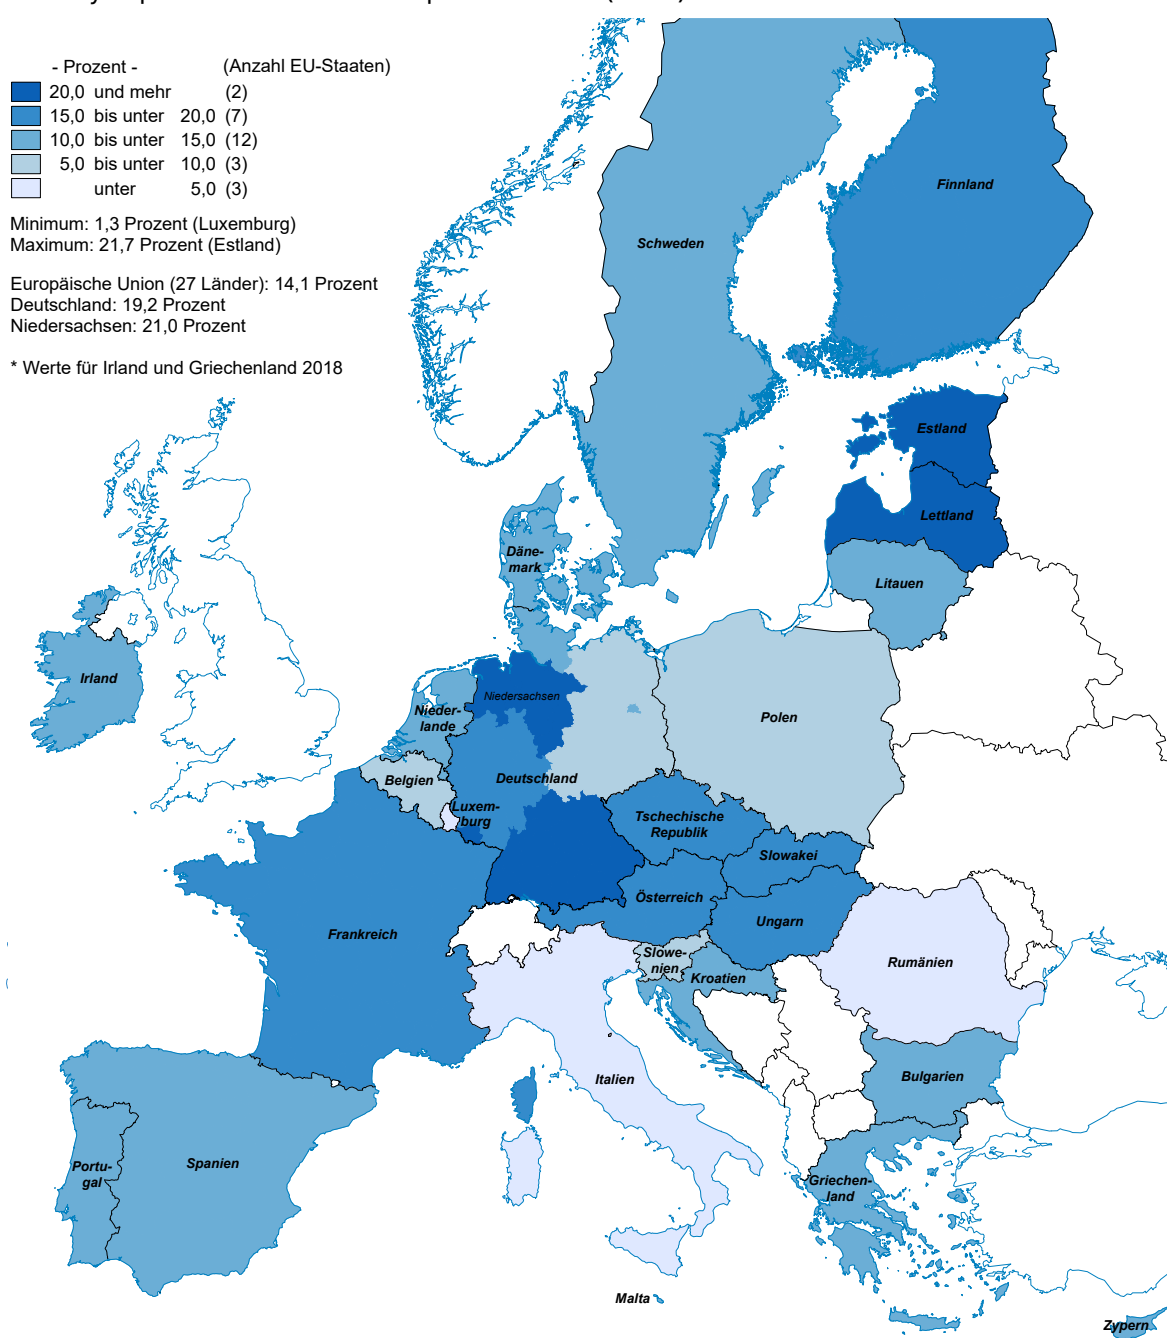 - Prozent - (Anzahl EU-Staaten)
20,0 und mehr (2)
15,0 bis unter 20,0 (7)
10,0 bis unter 15,0 (12)
5,0 bis unter 10,0 (3)
unter 5,0 (3)
Minimum: 1,3 Prozent (Luxemburg)
Maximum: 21,7 Prozent (Estland)
Europäische Union (27 Länder): 14,1 Prozent
Deutschland: 19,2 Prozent
Niedersachsen: 21,0 Prozent
* Werte für Irland und Griechenland 2018
Finnland
Schweden
Estland
Lettland
Däne-
mark
Litauen
Irland
Niedersachsen
Nieder-
lande
Polen
Belgien
Deutschland
Luxem-
burg
Tschechische
Republik
Slowakei
Österreich
Ungarn
Frankreich
Slowe-
nien
Kroatien
Rumänien
Italien
Bulgarien
Spanien
Portu-
gal
Griechen-
land
Malta
Zypern